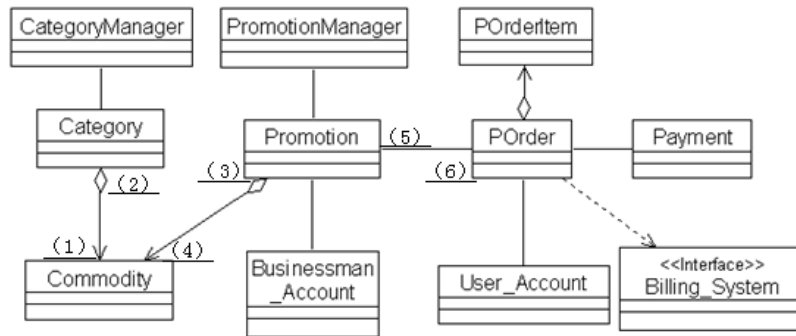 CategoryManager
PromotionManager
POrderItem
Category
Promotion
(5)
POrder
Payment
(2)
(3)
(6)
(1)
(4)
Commodity
Businessman
_Account
User_Account
<<Interface>>
Billing_System